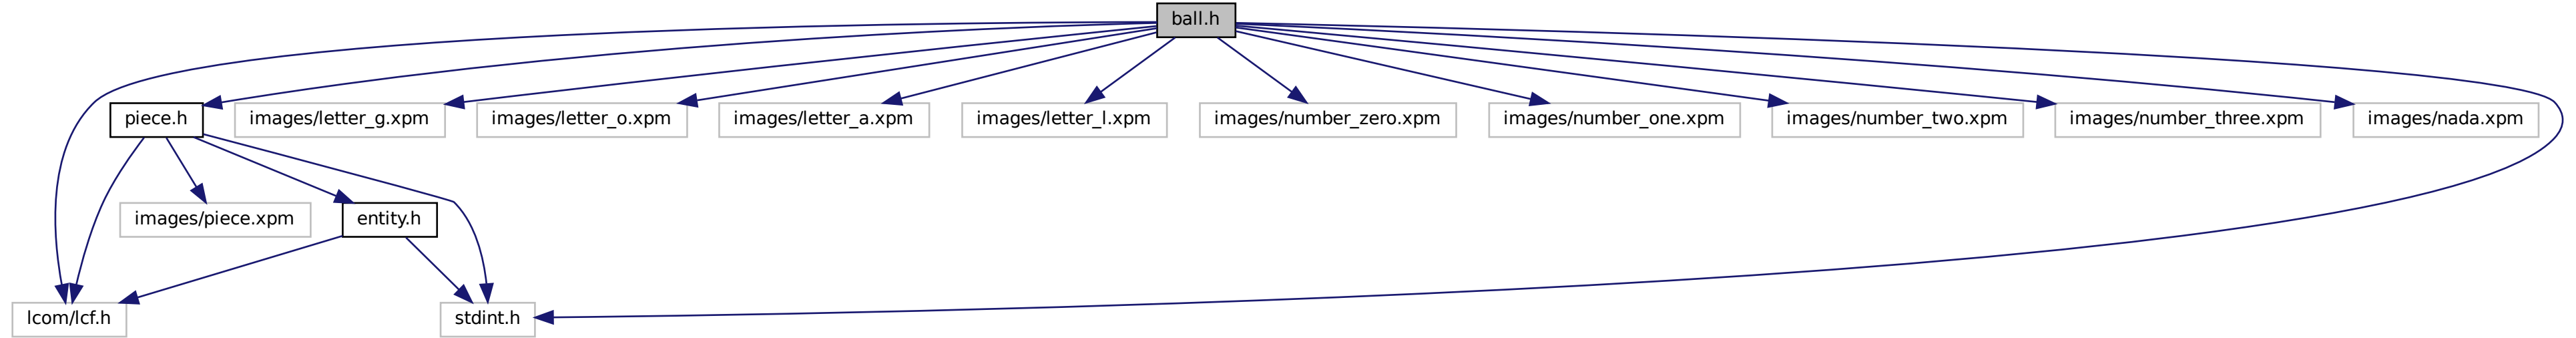 ball.h
piece.h
images/letter_g.xpm
images/letter_o.xpm
images/letter_a.xpm
images/letter_l.xpm
images/number_zero.xpm
images/number_one.xpm
images/number_two.xpm
images/number_three.xpm
images/nada.xpm
images/piece.xpm
entity.h
lcom/lcf.h
stdint.h